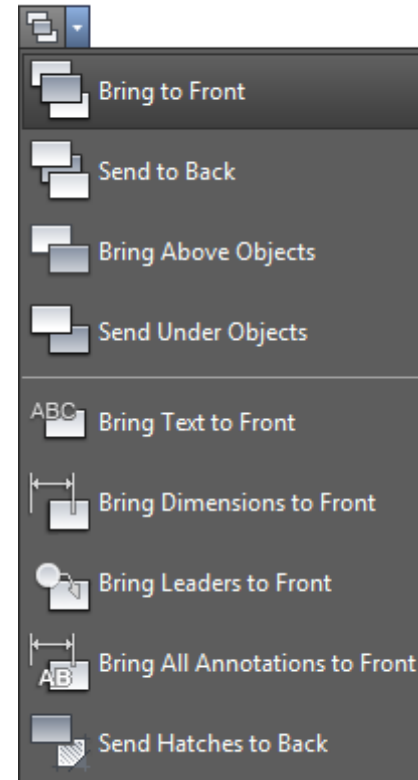 Bring to Front
Send to Back
Bring Above Objects
Send Under Objects
ABC
Bring Text to Front
Bring Dimensions to Front
Bring Leaders to Front
AB
Bring All Annotations to Front
Send Hatches to Back